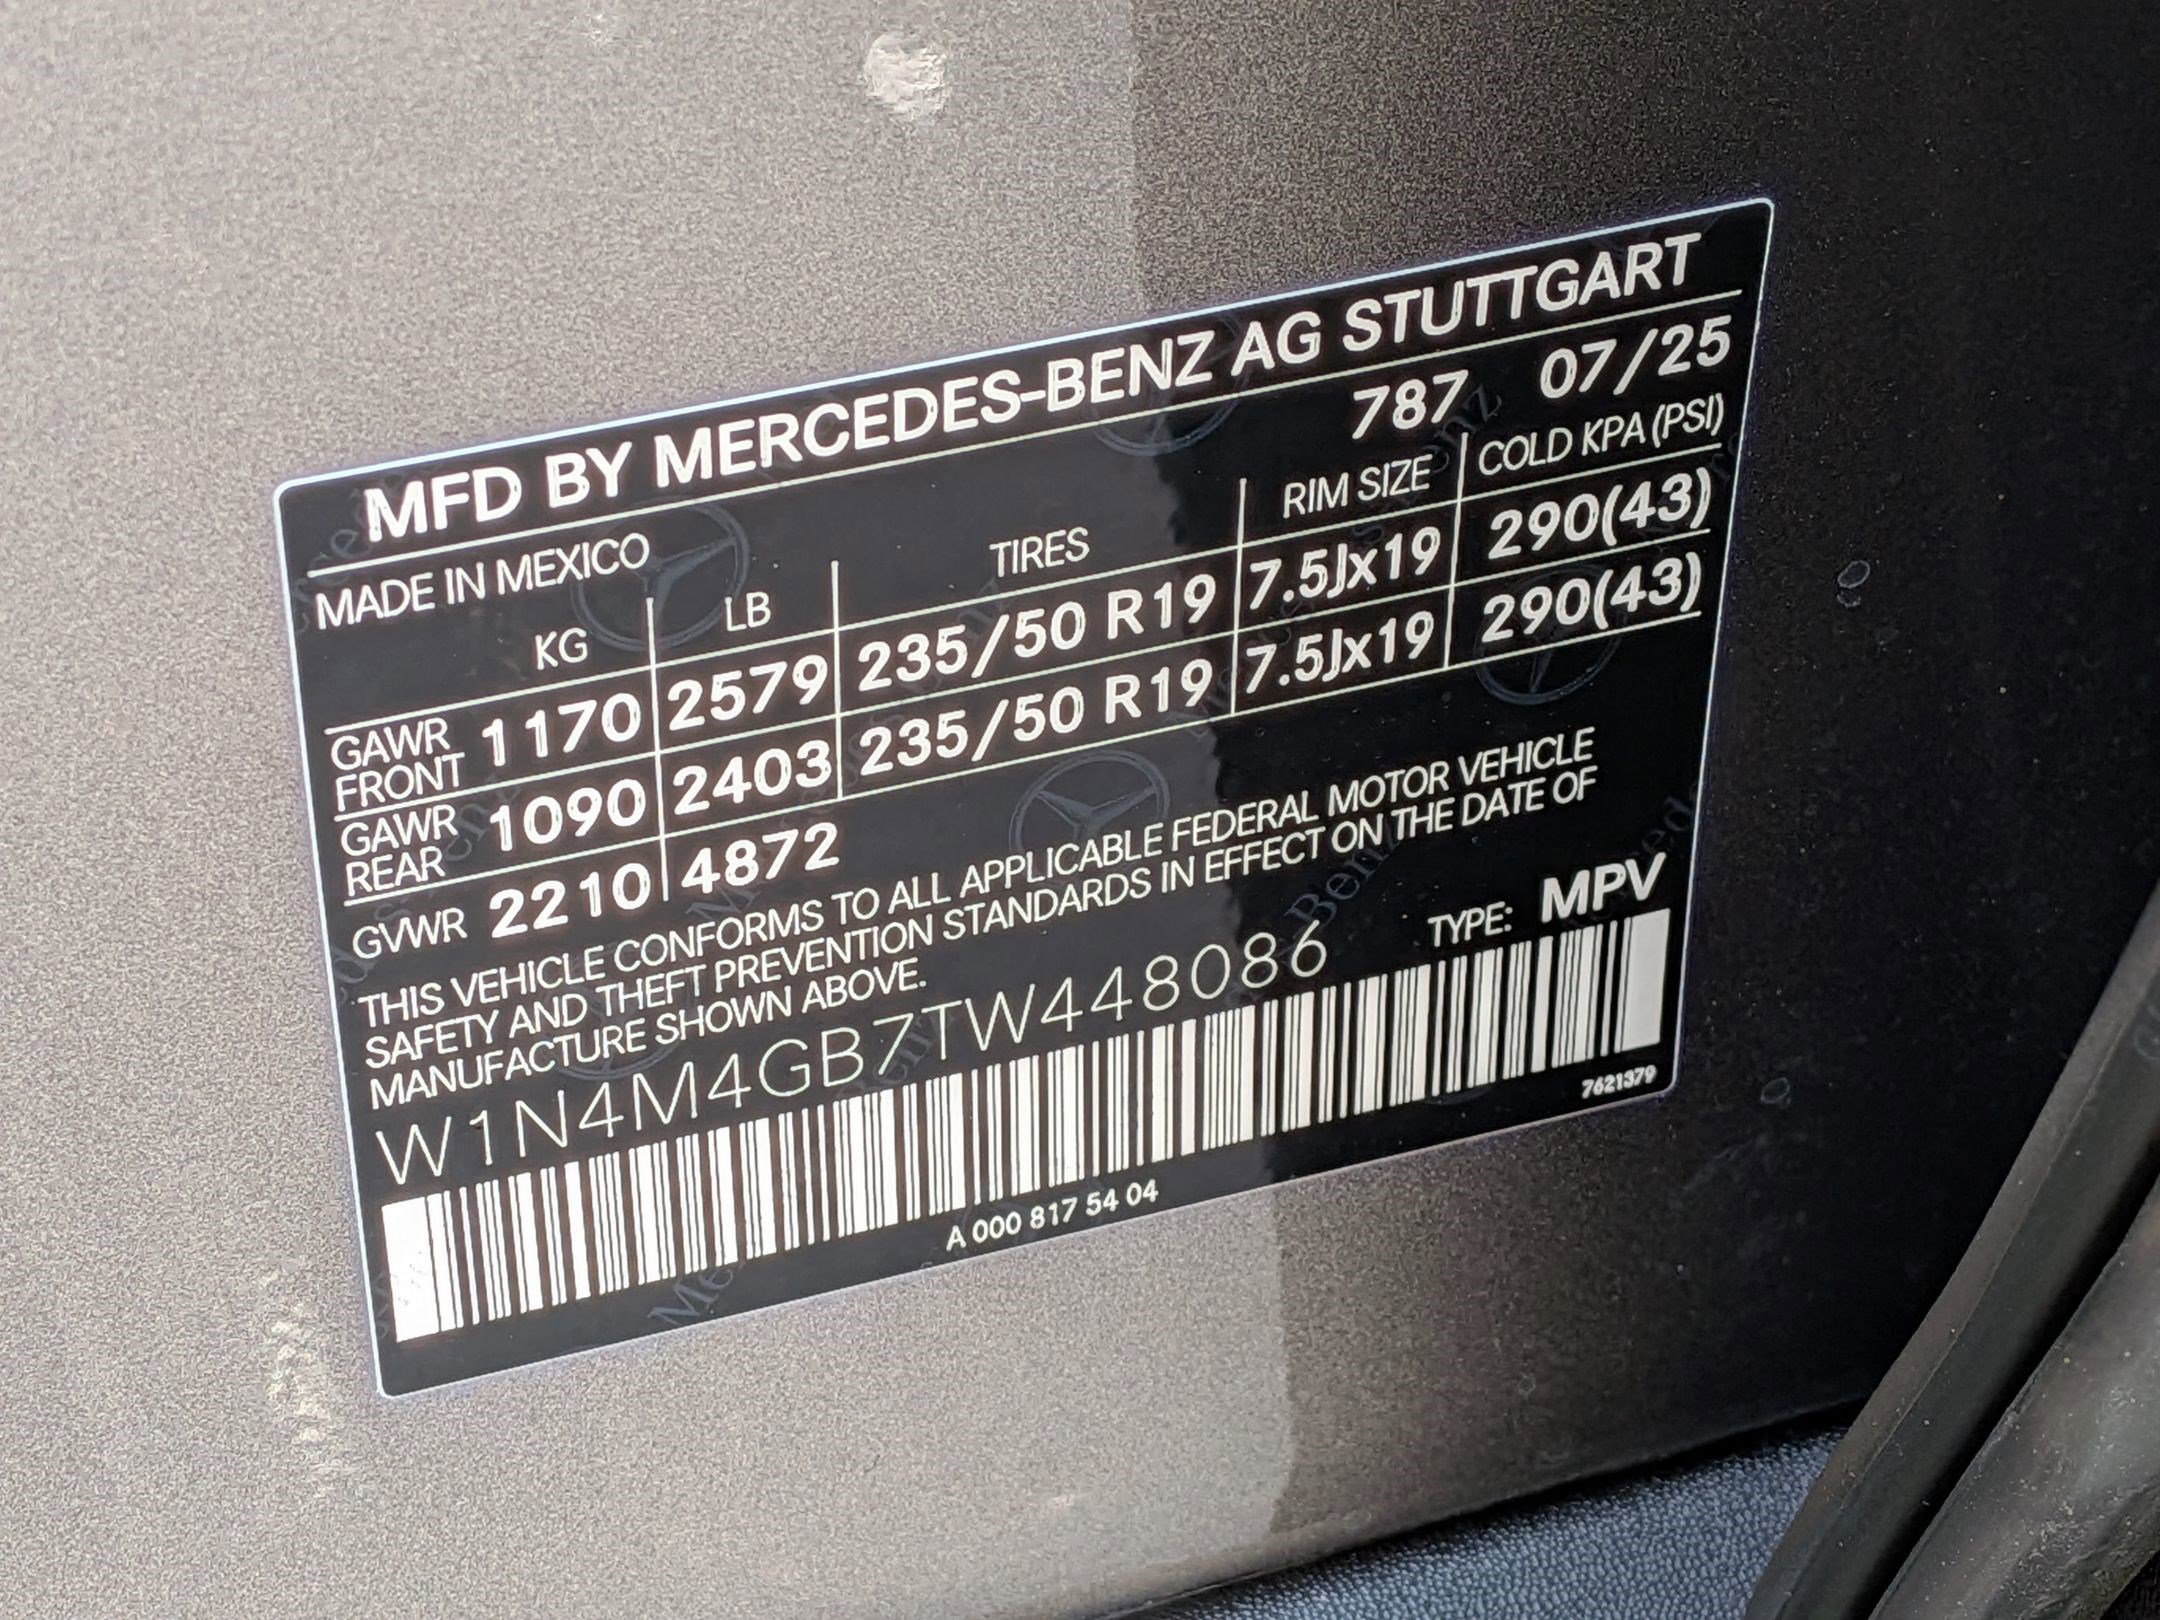 MFD BY MERCEDES-BENZ AG STUTTGART
MADE IN MEXICO 787 07/25
KG LB TIRES RIM SIZE COLD KPA (PSI)
GAWR FRONT 1170 2579 235/50 R19 7.5Jx19 290(43)
GAWR REAR 1090 2403 235/50 R19 7.5Jx19 290(43)
GVWR 2210 4872
THIS VEHICLE CONFORMS TO ALL APPLICABLE FEDERAL MOTOR VEHICLE
SAFETY AND THEFT PREVENTION STANDARDS IN EFFECT ON THE DATE OF
MANUFACTURE SHOWN ABOVE.
W1N4M4GB7TW448086 TYPE: MPV
7621379
A 000 817 54 04